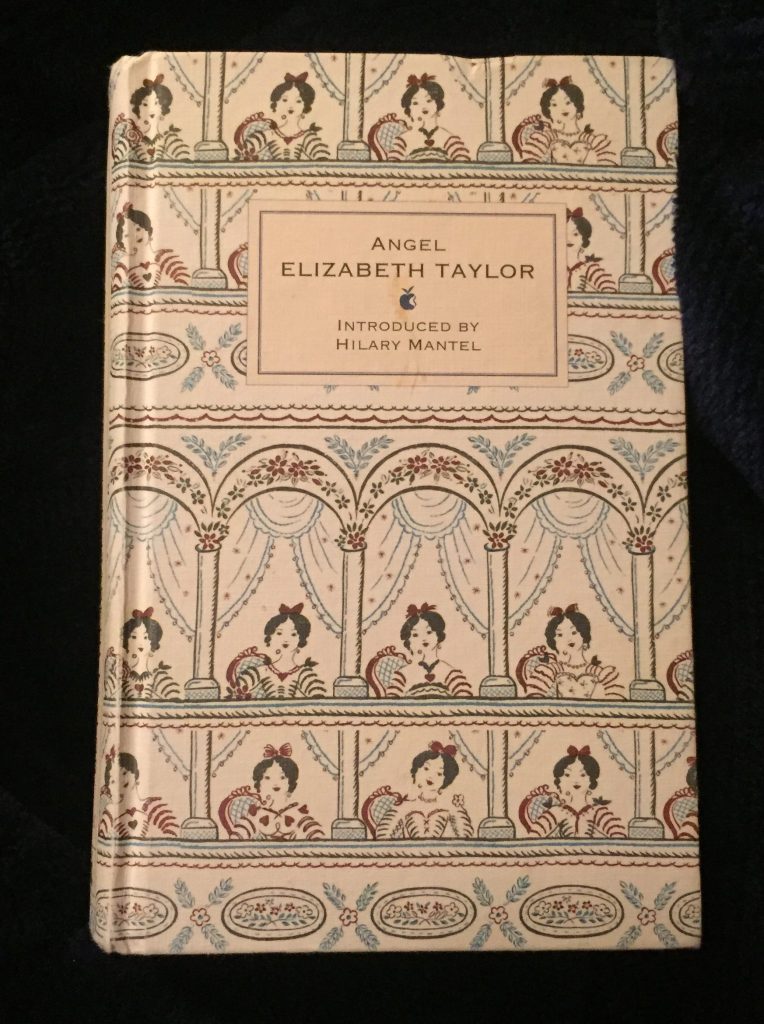 ANGEL
ELIZABETH TAYLOR
INTRODUCED BY
HILARY MANTEL